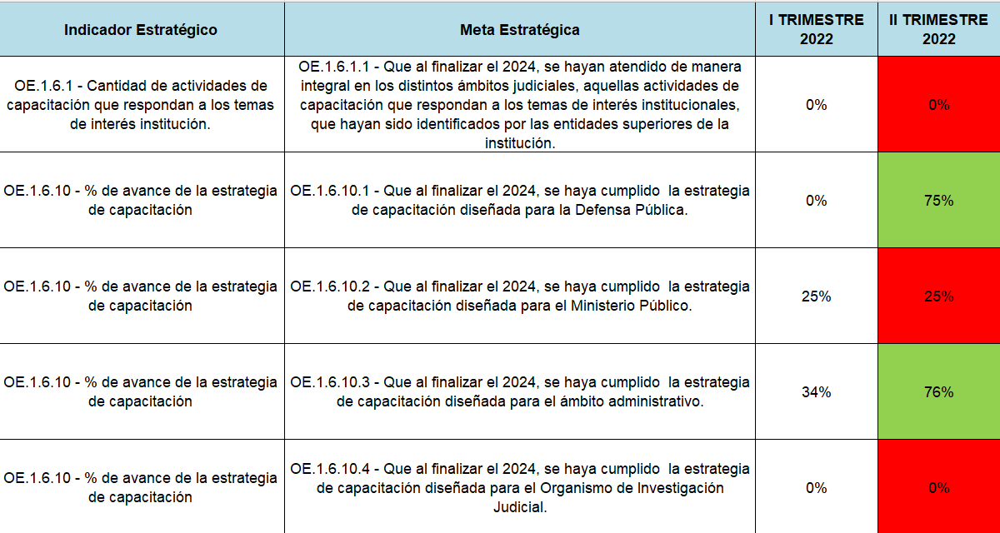 Indicador Estratégico
Meta Estratégica
I TRIMESTRE
2022
II TRIMESTRE
2022
OE.1.6.1 - Cantidad de actividades de
capacitación que respondan a los temas
de interés institución.
OE.1.6.1.1 - Que al finalizar el 2024, se hayan atendido de manera
integral en los distintos ámbitos judiciales, aquellas actividades de
capacitación que respondan a los temas de interés institucionales,
que hayan sido identificados por las entidades superiores de la
institución.
0%
0%
OE.1.6.10 - % de avance de la estrategia
de capacitación
OE.1.6.10.1 - Que al finalizar el 2024, se haya cumplido  la estrategia
de capacitación diseñada para la Defensa Pública.
0%
75%
OE.1.6.10 - % de avance de la estrategia
de capacitación
OE.1.6.10.2 - Que al finalizar el 2024, se haya cumplido  la estrategia
de capacitación diseñada para el Ministerio Público.
25%
25%
OE.1.6.10 - % de avance de la estrategia
de capacitación
OE.1.6.10.3 - Que al finalizar el 2024, se haya cumplido  la estrategia
de capacitación diseñada para el ámbito administrativo.
34%
76%
OE.1.6.10 - % de avance de la estrategia
de capacitación
OE.1.6.10.4 - Que al finalizar el 2024, se haya cumplido  la estrategia
de capacitación diseñada para el Organismo de Investigación
Judicial.
0%
0%